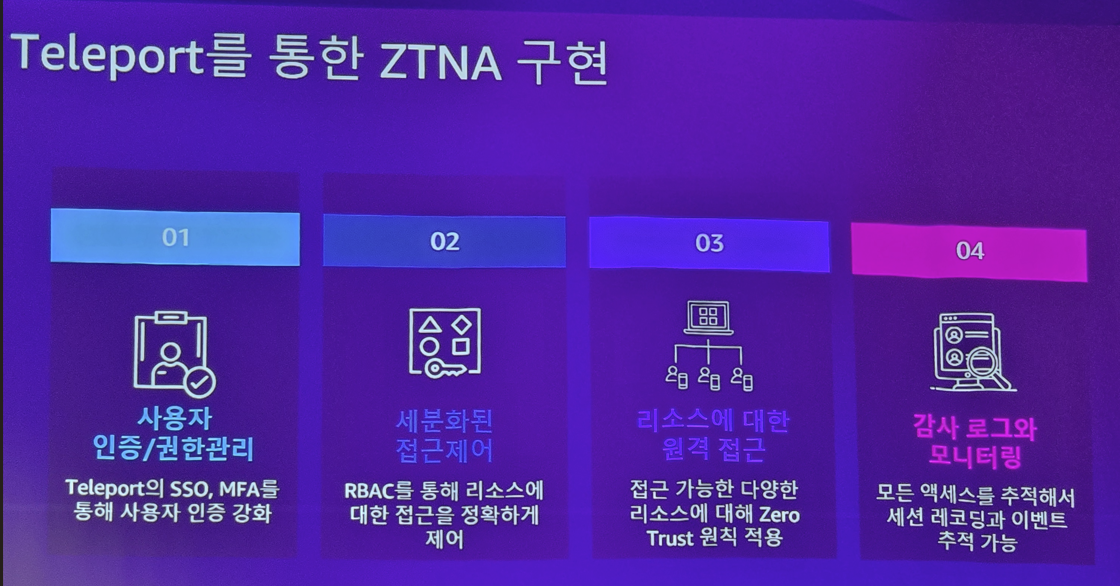 Teleport를 통한 ZTNA 구현
01
사용자
인증/권한관리
Teleport의 SSO, MFA를
통해 사용자 인증 강화
02
세분화된
접근제어
RBAC를 통해 리소스에
대한 접근을 정확하게
제어
03
리소스에 대한
원격 접근
접근 가능한 다양한
리소스에 대해 Zero
Trust 원칙 적용
04
감사 로그와
모니터링
모든 액세스를 추적해서
세션 레코딩과 이벤트
추적 가능